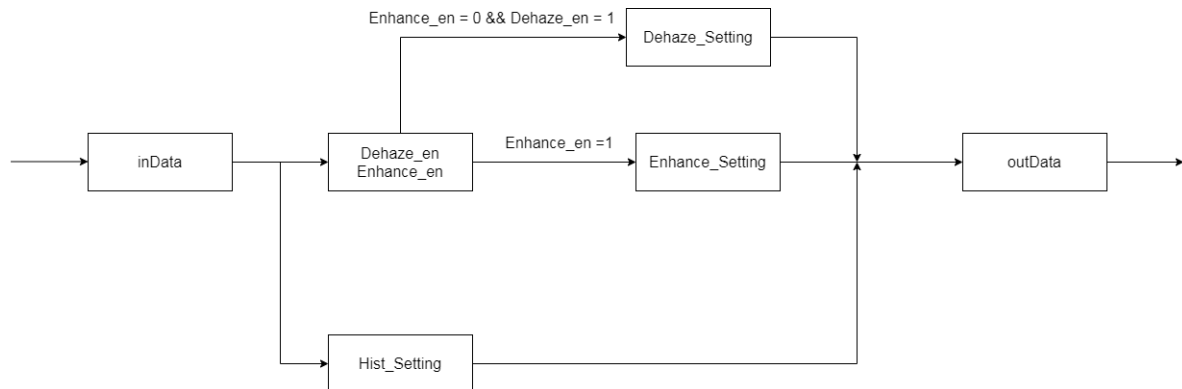 Enhance_en = 0 && Dehaze_en = 1
Dehaze_Setting
inData
Dehaze_en
Enhance_en
Enhance_en =1
Enhance_Setting
outData
Hist_Setting